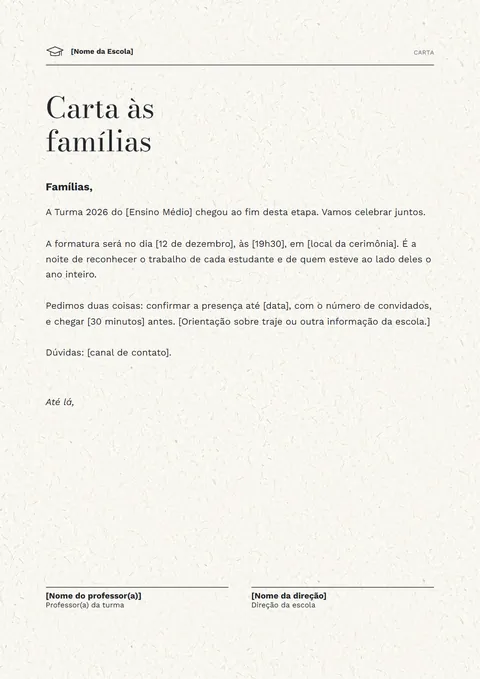 [Nome da Escola]
CARTA
Carta às
famílias
Famílias,
A Turma 2026 do [Ensino Médio] chegou ao fim desta etapa. Vamos celebrar juntos.
A formatura será no dia [12 de dezembro], às [19h30], em [local da cerimônia]. É a
noite de reconhecer o trabalho de cada estudante e de quem esteve ao lado deles o
ano inteiro.
Pedimos duas coisas: confirmar a presença até [data], com o número de convidados,
e chegar [30 minutos] antes. [Orientação sobre traje ou outra informação da escola.]
Dúvidas: [canal de contato].
Até lá,
[Nome do professor(a)]
Professor(a) da turma
[Nome da direção]
Direção da escola